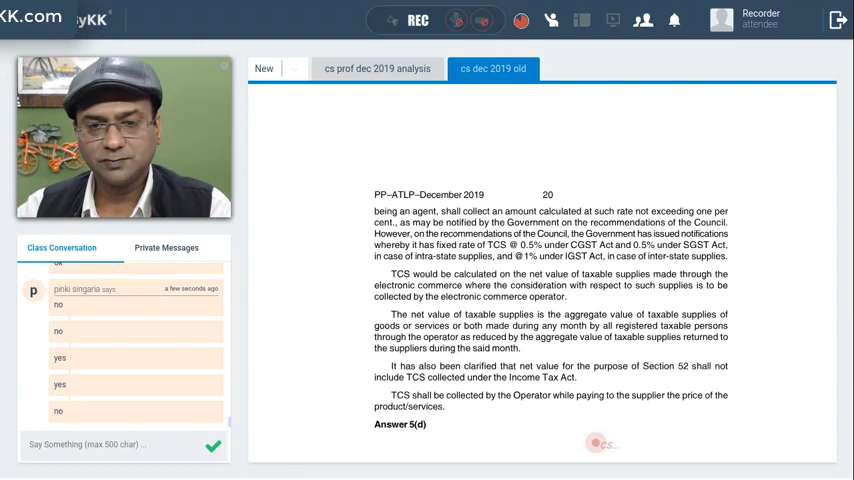 KK.com
yKK
REC
Recorder
attendee
New
cs prof dec 2019 analysis
cs dec 2019 old
PP–ATLP–December 2019 20
being an agent, shall collect an amount calculated at such rate not exceeding one per
cent., as may be notified by the Government on the recommendations of the Council.
However, on the recommendations of the Council, the Government has issued notifications
whereby it has fixed rate of TCS @ 0.5% under CGST Act and 0.5% under SGST Act,
in case of intra-state supplies, and @ 1% under IGST Act, in case of inter-state supplies.
TCS would be calculated on the net value of taxable supplies made through the
electronic commerce where the consideration with respect to such supplies is to be
collected by the electronic commerce operator.
The net value of taxable supplies is the aggregate value of taxable supplies of
goods or services or both made during any month by all registered taxable persons
through the operator as reduced by the aggregate value of taxable supplies returned to
the suppliers during the said month.
It has also been clarified that net value for the purpose of Section 52 shall not
include TCS collected under the Income Tax Act.
TCS shall be collected by the Operator while paying to the supplier the price of the
product/services.
Answer 5(d)
cs...
Class Conversation
Private Messages
ok
p
pinki singaria says:
a few seconds ago
no
no
yes
yes
no
Say Something (max 500 char) ...